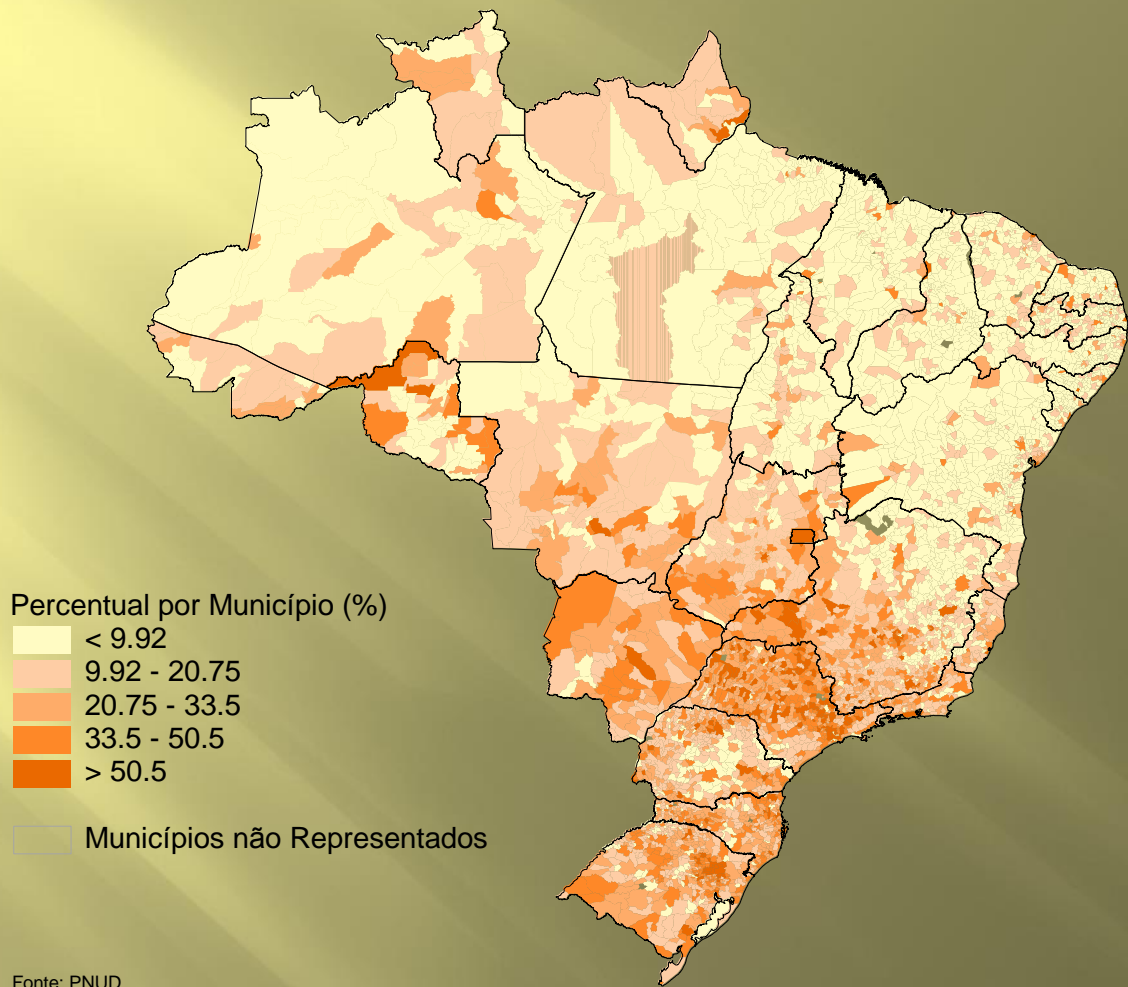 Percentual por Município (%)
< 9.92
9.92 - 20.75
20.75 - 33.5
33.5 - 50.5
> 50.5
Municípios não Representados
Fonte: PNUD